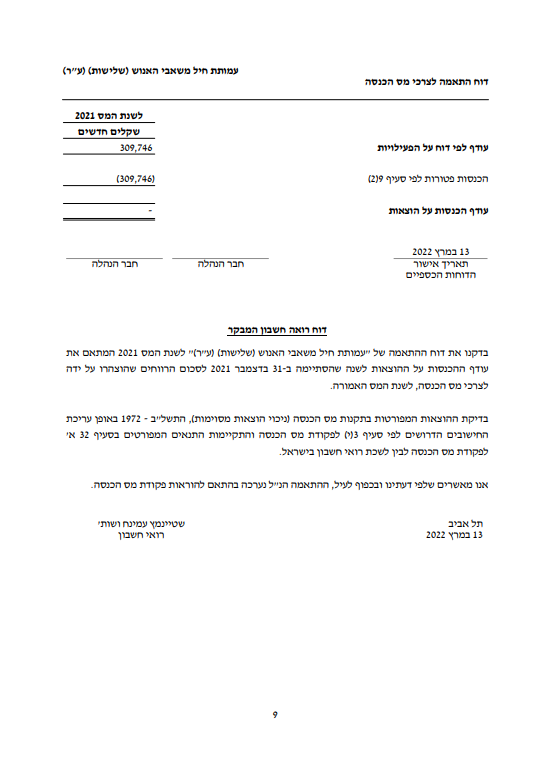 עמותת חיל משאבי האנוש (שלישות) (ע״ר)
דוח התאמה לצרכי מס הכנסה
לשנת המס 2021
שקלים חדשים
עודף לפי דוח על הפעילויות 309,746
הכנסות פטורות לפי סעיף 9(2) (309,746)
עודף הכנסות על הוצאות -
13 במרץ 2022
תאריך אישור חבר הנהלה חבר הנהלה
הדוחות הכספיים
דוח רואה חשבון המבקר
בדקנו את דוח ההתאמה של ״עמותת חיל משאבי האנוש (שלישות) (ע״ר)״ לשנת המס 2021 המתאם את
עודף ההכנסות על ההוצאות לשנה שהסתיימה ב-31 בדצמבר 2021 לסכום הרווחים שהוצהרו על ידה
לצרכי מס הכנסה, לשנת המס האמורה.
בדיקת ההוצאות המפורטות בתקנות מס הכנסה (ניכוי הוצאות מסוימות), התשל״ב - 1972 באופן עריכת
החישובים הדרושים לפי סעיף 3(י) לפקודת מס הכנסה והתקיימות התנאים המפורטים בסעיף 32 א׳
לפקודת מס הכנסה לבין לשכת רואי חשבון בישראל.
אנו מאשרים שלפי דעתינו ובכפוף לעיל, ההתאמה הנ״ל נערכה בהתאם להוראות פקודת מס הכנסה.
תל אביב שטיינמץ עמינח ושות׳
13 במרץ 2022 רואי חשבון
9